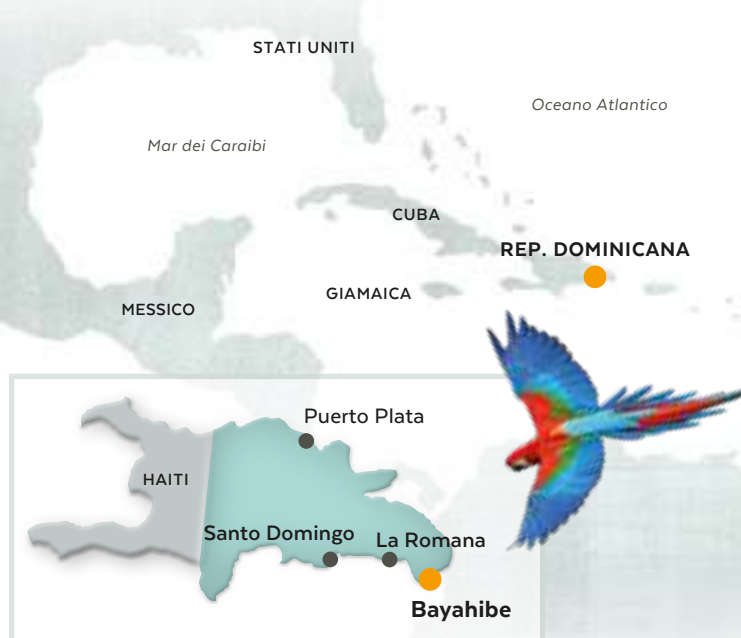 STATI UNITI
Oceano Atlantico
Mar dei Caraibi
CUBA
REP. DOMINICANA
GIAMAICA
MESSICO
Puerto Plata
HAITI
Santo Domingo
La Romana
Bayahibe